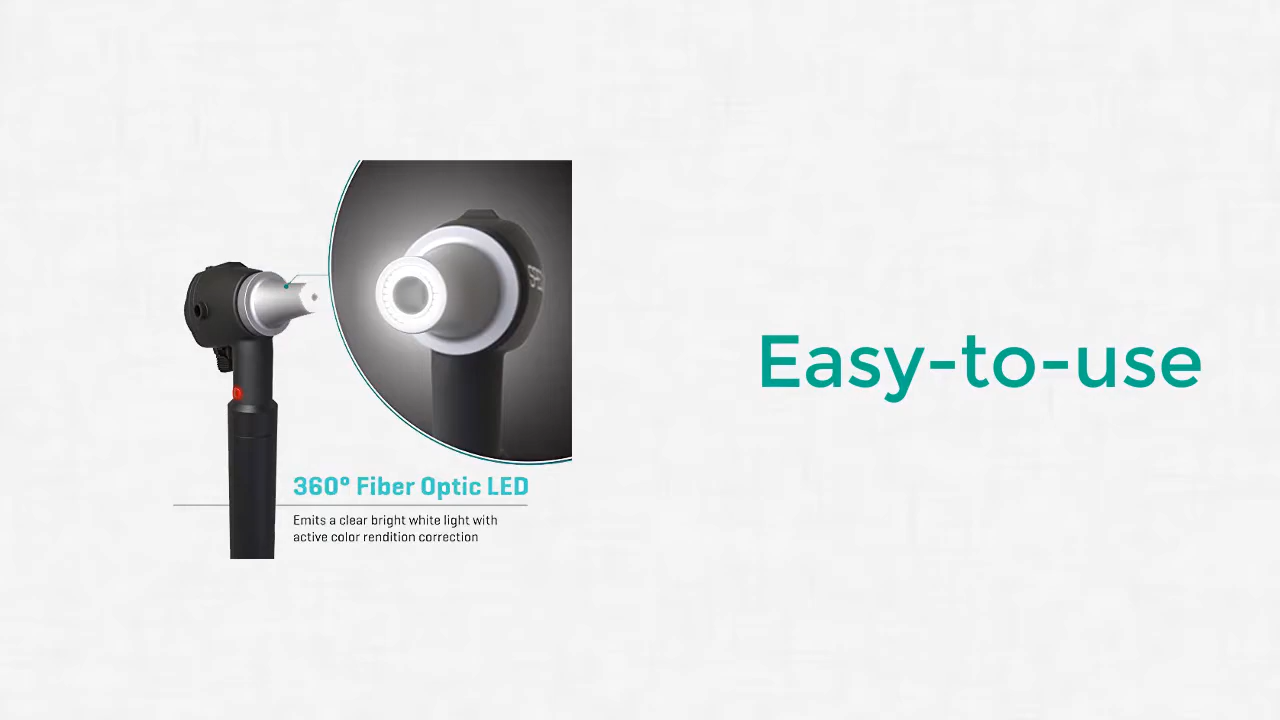 360° Fiber Optic LED
Emits a clear bright white light with
active color rendition correction
Easy-to-use